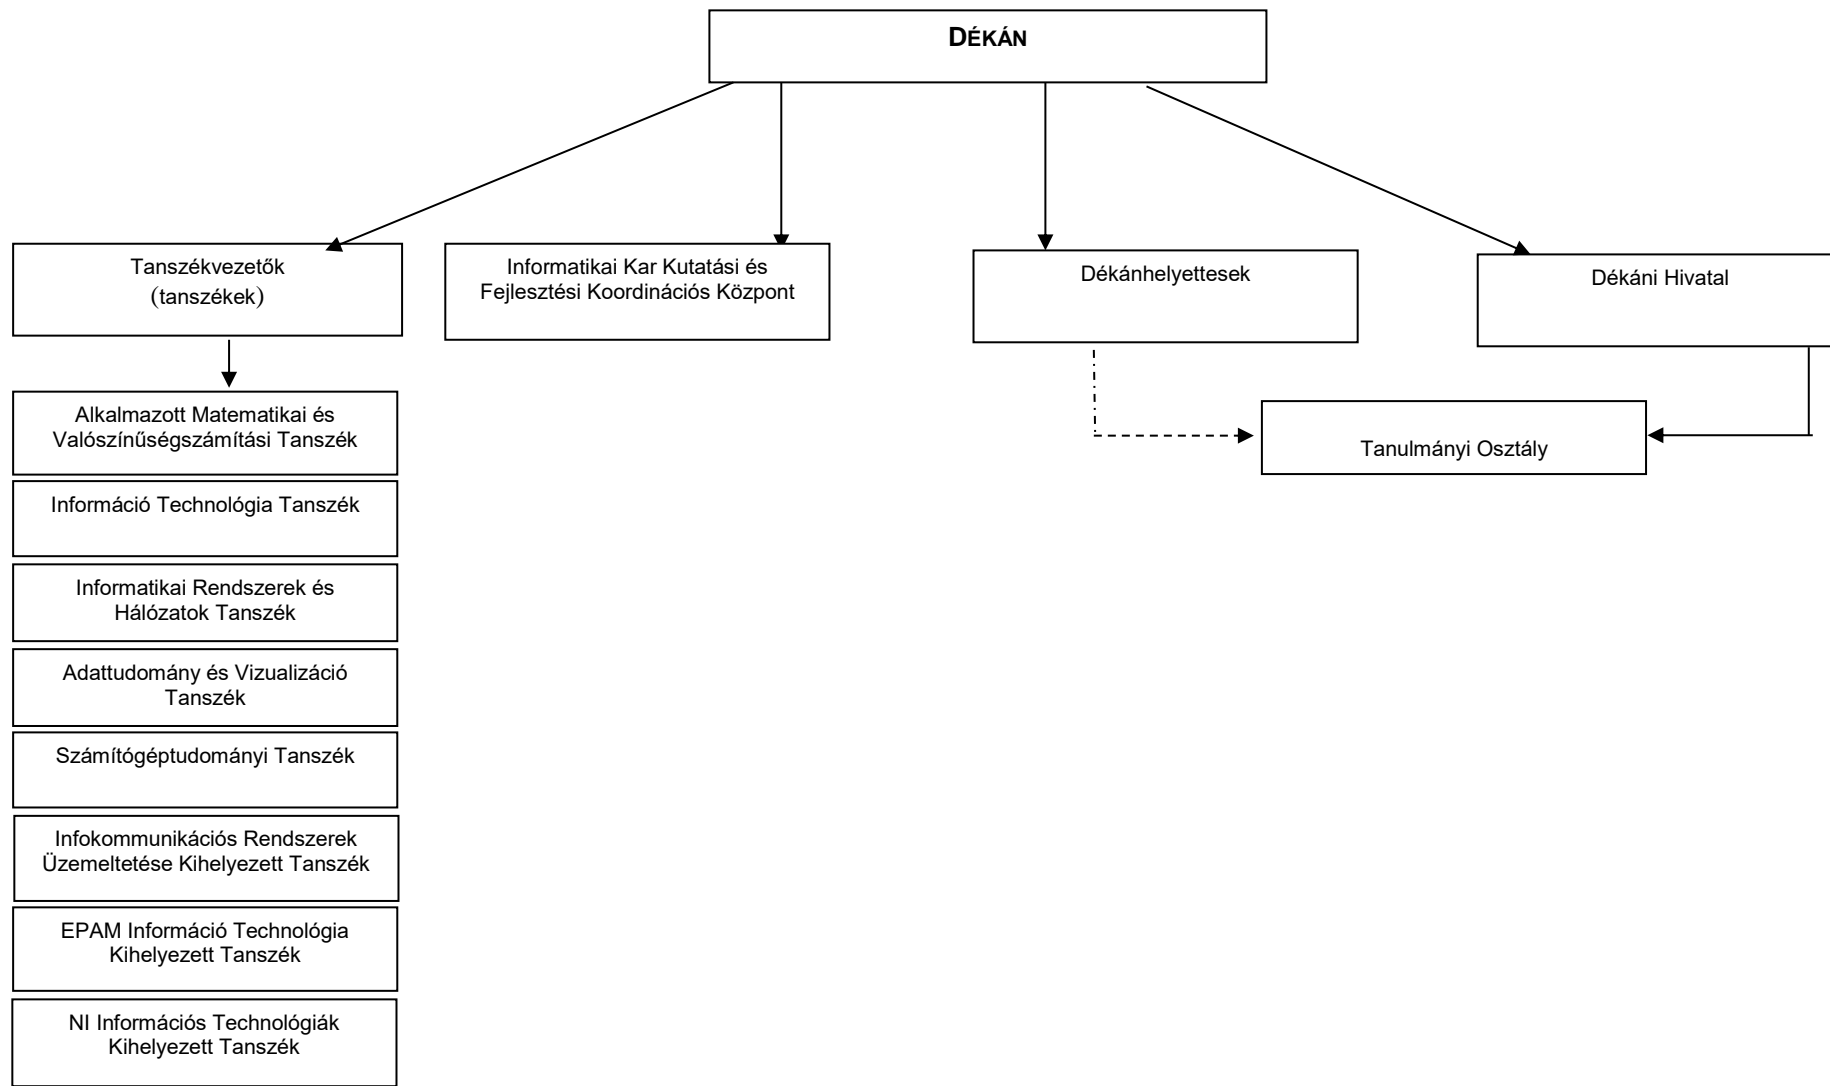 DÉKÁN
Tanszékvezetők
(tanszékek)
Informatikai Kar Kutatási és
Fejlesztési Koordinációs Központ
Dékánhelyettesek
Dékáni Hivatal
Alkalmazott Matematikai és
Valószínűségszámítási Tanszék
Tanulmányi Osztály
Információ Technológia Tanszék
Informatikai Rendszerek és
Hálózatok Tanszék
Adattudomány és Vizualizáció
Tanszék
Számítógéptudományi Tanszék
Infokommunikációs Rendszerek
Üzemeltetése Kihelyezett Tanszék
EPAM Információ Technológia
Kihelyezett Tanszék
NI Információs Technológiák
Kihelyezett Tanszék